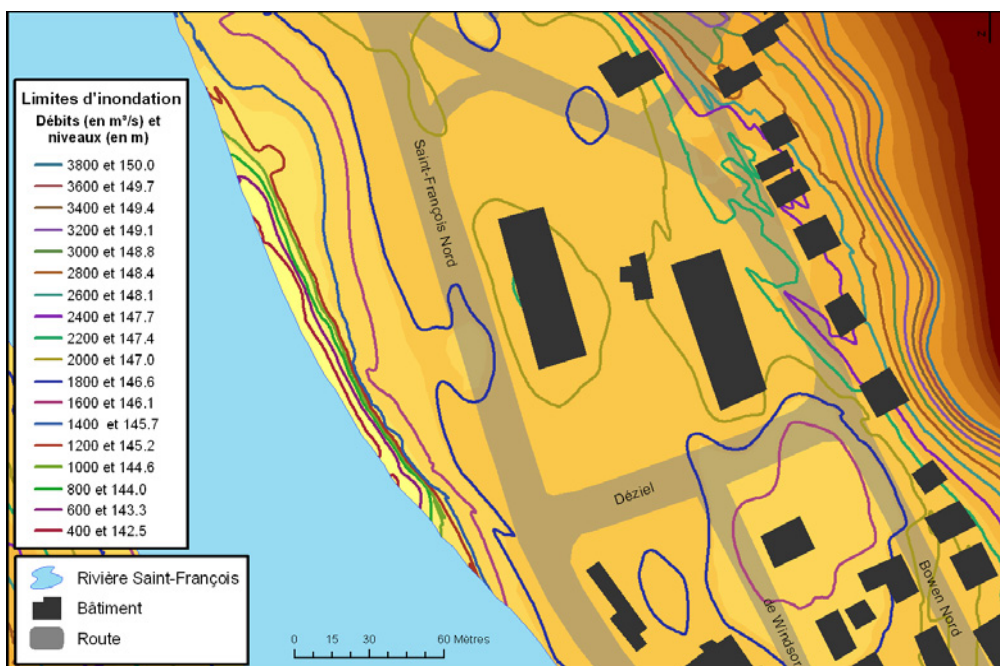 Limites d'inondation
Débits (en m³/s) et
niveaux (en m)
3800 et 150.0
3600 et 149.7
3400 et 149.4
3200 et 149.1
3000 et 148.8
2800 et 148.4
2600 et 148.1
2400 et 147.7
2200 et 147.4
2000 et 147.0
1800 et 146.6
1600 et 146.1
1400 et 145.7
1200 et 145.2
1000 et 144.6
800 et 144.0
600 et 143.3
400 et 142.5
Rivière Saint-François
Bâtiment
Route
Saint-François Nord
Déziel
de Windsor
Bowen Nord
0 15 30 60 Mètres